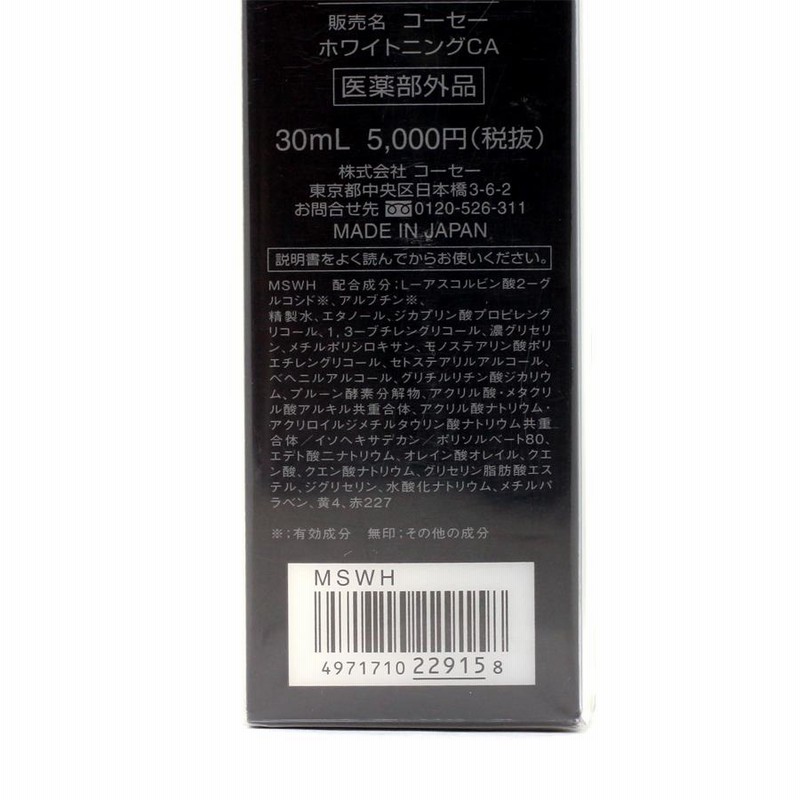 販売名 コーセー
ホワイトニングCA
医薬部外品
30mL 5,000円(税抜)
株式会社 コーセー
東京都中央区日本橋3-6-2
お問合せ先 0120-526-311
MADE IN JAPAN
説明書をよく読んでからお使いください。
MSWH 配合成分;L-アスコルビン酸2-グ
ルコシド※、アルブチン※、
精製水、エタノール、ジカプリン酸プロピレング
リコール、1,3-ブチレングリコール、濃グリセリ
ン、メチルポリシロキサン、モノステアリン酸ポリ
エチレングリコール、セトステアリルアルコール、
ベヘニルアルコール、グリチルリチン酸ジカリウ
ム、プルーン酵素分解物、アクリル酸・メタクリ
ル酸アルキル共重合体、アクリル酸ナトリウム・
アクリロイルジメチルタウリン酸ナトリウム共重
合体/イソヘキサデカン/ポリソルベート80、
エデト酸二ナトリウム、オレイン酸オレイル、クエ
ン酸、クエン酸ナトリウム、グリセリン脂肪酸エス
テル、ジグリセリン、水酸化ナトリウム、メチルパ
ラベン、黄4、赤227
※;有効成分 無印;その他の成分
MSWH
4971710 22915 8